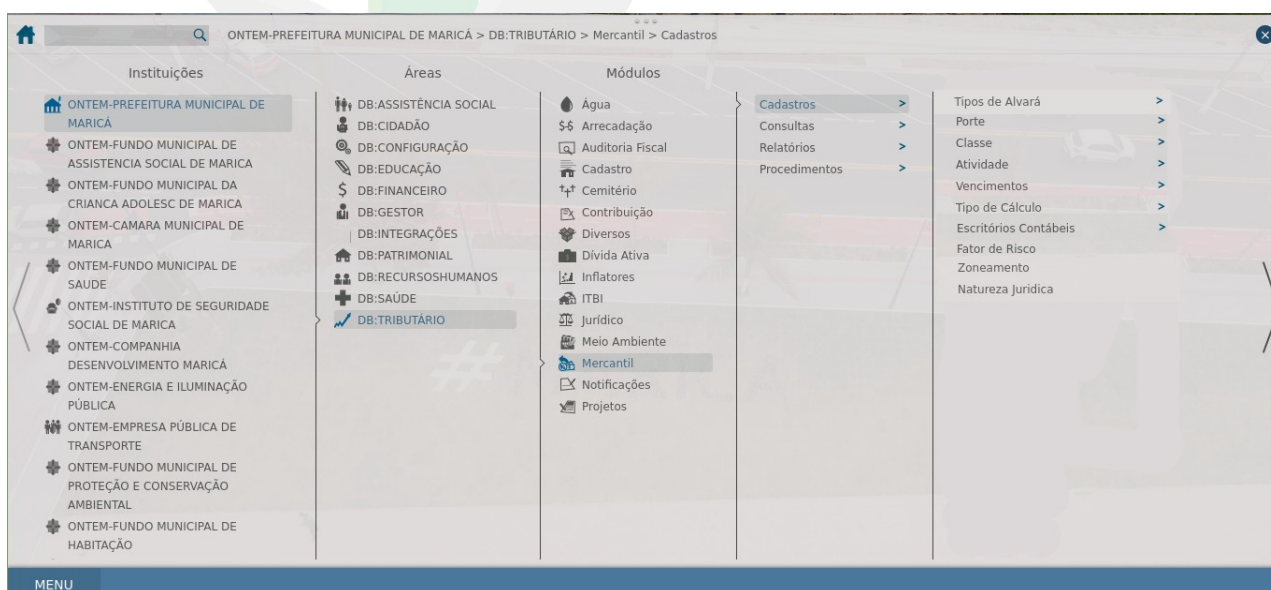 ONTEM-PREFEITURA MUNICIPAL DE MARICÁ > DB:TRIBUTÁRIO > Mercantil > Cadastros
Instituições
ONTEM-PREFEITURA MUNICIPAL DE
MARICÁ
ONTEM-FUNDO MUNICIPAL DE
ASSISTENCIA SOCIAL DE MARICA
ONTEM-FUNDO MUNICIPAL DA
CRIANCA ADOLESC DE MARICA
ONTEM-CAMARA MUNICIPAL DE
MARICA
ONTEM-FUNDO MUNICIPAL DE
SAUDE
ONTEM-INSTITUTO DE SEGURIDADE
SOCIAL DE MARICA
ONTEM-COMPANHIA
DESENVOLVIMENTO MARICÁ
ONTEM-ENERGIA E ILUMINAÇÃO
PÚBLICA
ONTEM-EMPRESA PÚBLICA DE
TRANSPORTE
ONTEM-FUNDO MUNICIPAL DE
PROTEÇÃO E CONSERVAÇÃO
AMBIENTAL
ONTEM-FUNDO MUNICIPAL DE
HABITAÇÃO
Áreas
DB:ASSISTÊNCIA SOCIAL
DB:CIDADÃO
DB:CONFIGURAÇÃO
DB:EDUCAÇÃO
DB:FINANCEIRO
DB:GESTOR
DB:INTEGRAÇÕES
DB:PATRIMONIAL
DB:RECURSOSHUMANOS
DB:SAÚDE
DB:TRIBUTÁRIO
Módulos
Água
Arrecadação
Auditoria Fiscal
Cadastro
Cemitério
Contribuição
Diversos
Dívida Ativa
Inflatores
ITBI
Jurídico
Meio Ambiente
Mercantil
Notificações
Projetos
Cadastros >
Consultas >
Relatórios >
Procedimentos >
Tipos de Alvará >
Porte >
Classe >
Atividade >
Vencimentos >
Tipo de Cálculo >
Escritórios Contábeis >
Fator de Risco
Zoneamento
Natureza Juridica
MENU